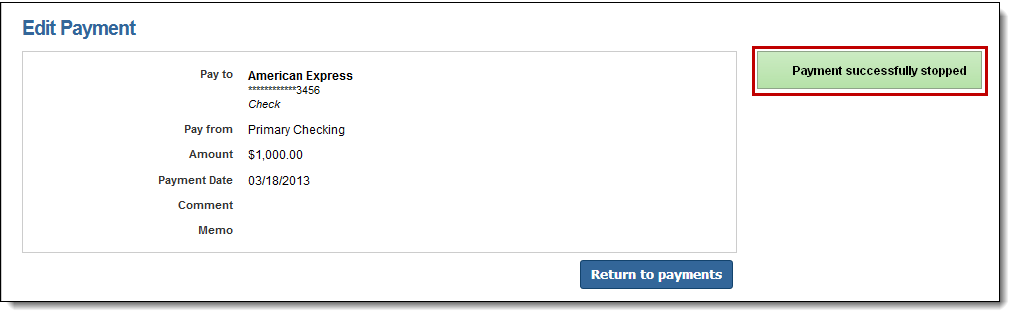 Edit Payment
Pay to American Express
************3456
Check
Payment successfully stopped
Pay from Primary Checking
Amount $1,000.00
Payment Date 03/18/2013
Comment
Memo
Return to payments